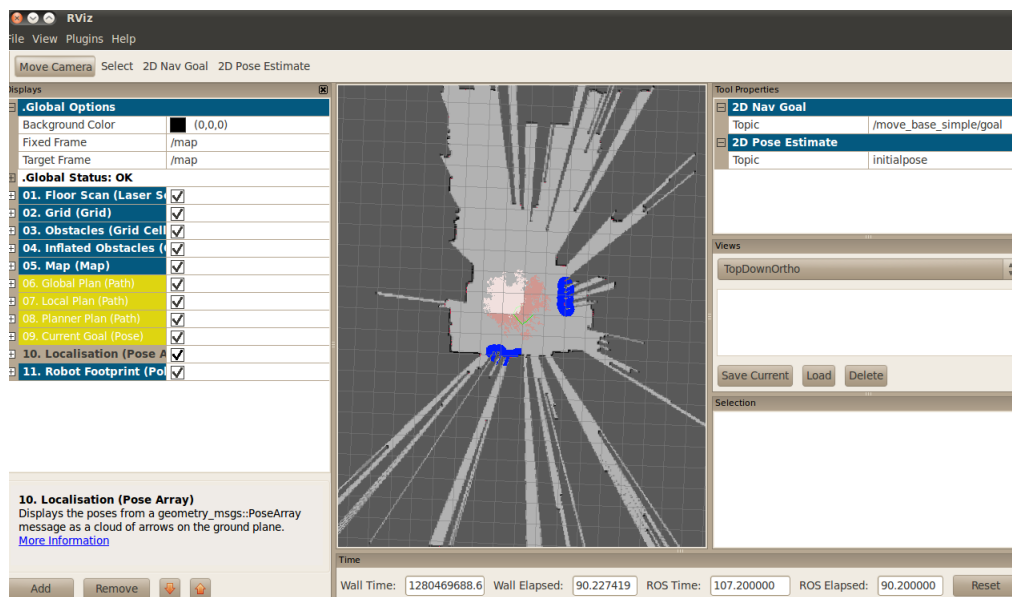 RViz
File View Plugins Help
Move Camera Select 2D Nav Goal 2D Pose Estimate
Displays
.Global Options
Background Color (0,0,0)
Fixed Frame /map
Target Frame /map
.Global Status: OK
01. Floor Scan (Laser S
02. Grid (Grid)
03. Obstacles (Grid Cell
04. Inflated Obstacles (
05. Map (Map)
06. Global Plan (Path)
07. Local Plan (Path)
08. Planner Plan (Path)
09. Current Goal (Pose)
10. Localisation (Pose A
11. Robot Footprint (Pol
10. Localisation (Pose Array)
Displays the poses from a geometry_msgs::PoseArray
message as a cloud of arrows on the ground plane.
More Information
Add Remove
Tool Properties
2D Nav Goal
Topic /move_base_simple/goal
2D Pose Estimate
Topic initialpose
Views
TopDownOrtho
Save Current Load Delete
Selection
Time
Wall Time: 1280469688.6 Wall Elapsed: 90.227419 ROS Time: 107.200000 ROS Elapsed: 90.200000 Reset